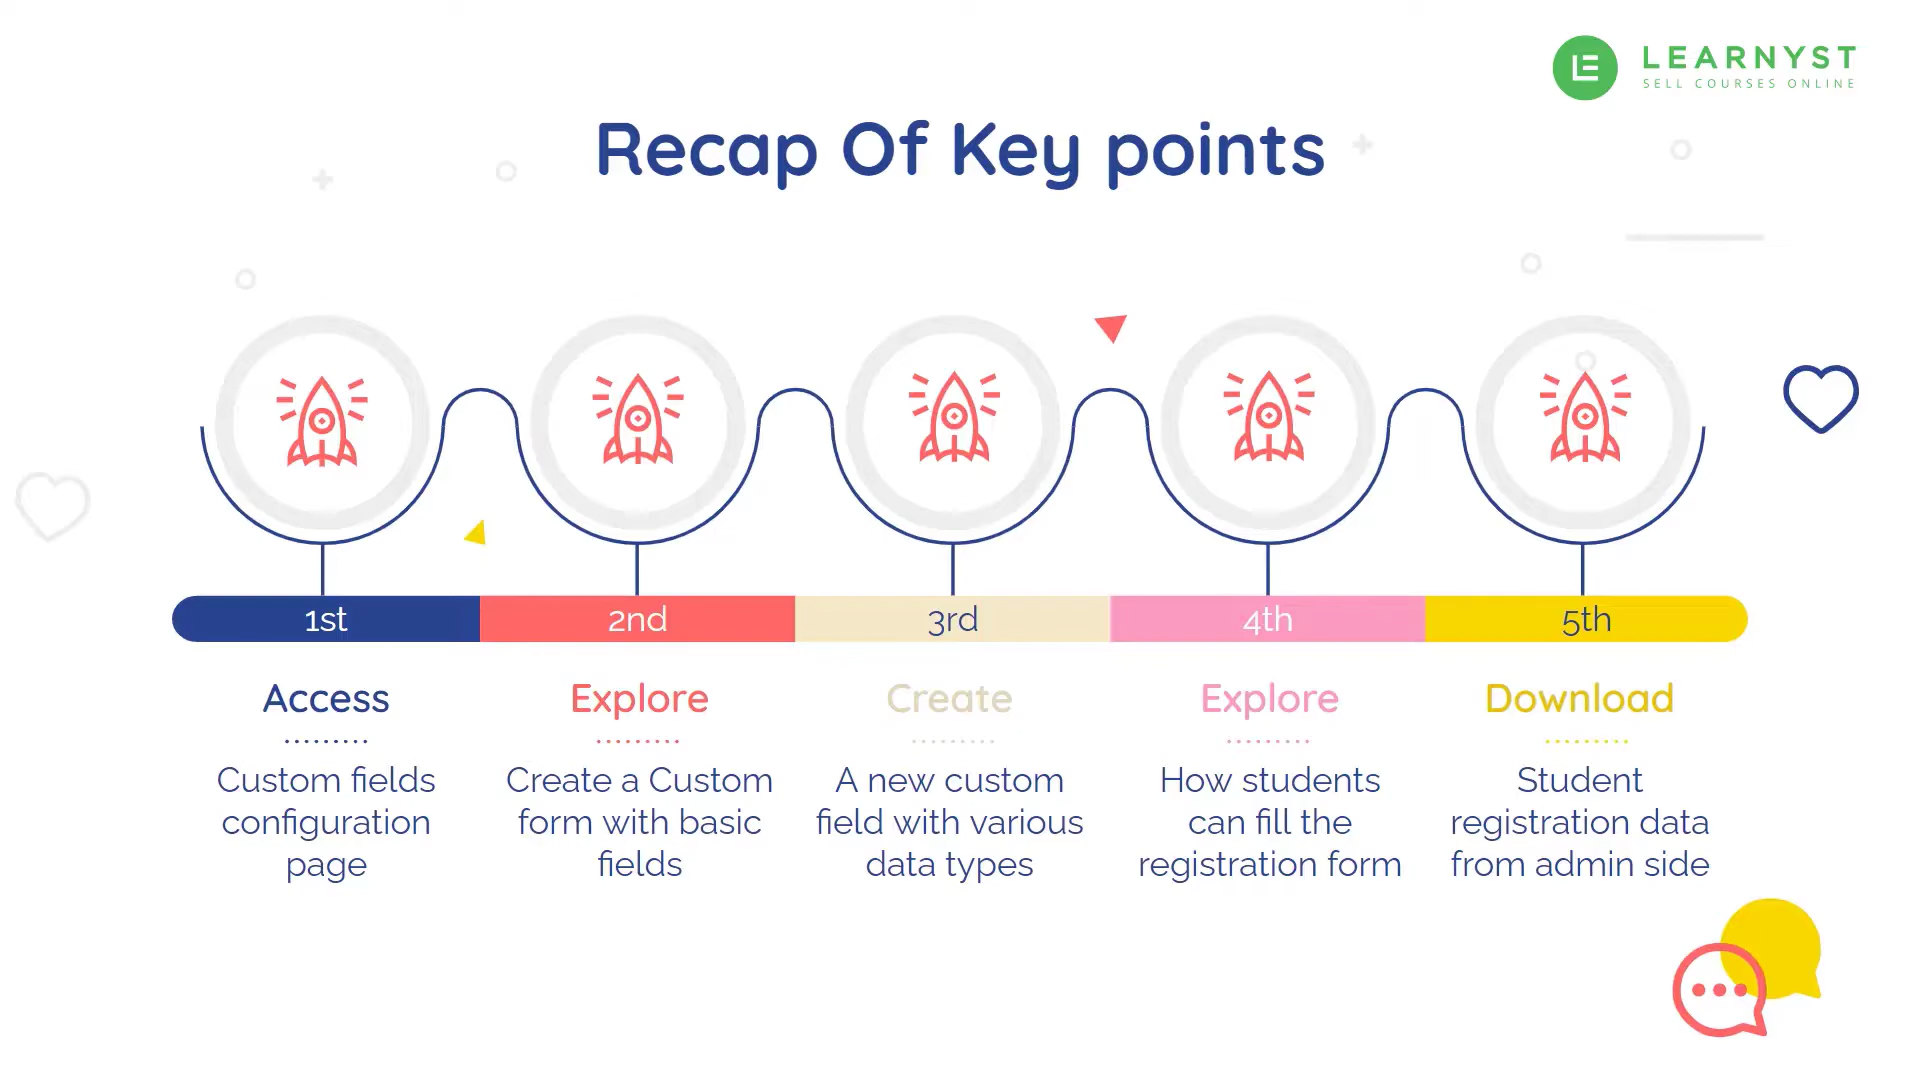 LEARNYST
SELL COURSES ONLINE
Recap Of Key points
1st
2nd
3rd
4th
5th
Access
Custom fields
configuration
page
Explore
Create a Custom
form with basic
fields
Create
A new custom
field with various
data types
Explore
How students
can fill the
registration form
Download
Student
registration data
from admin side